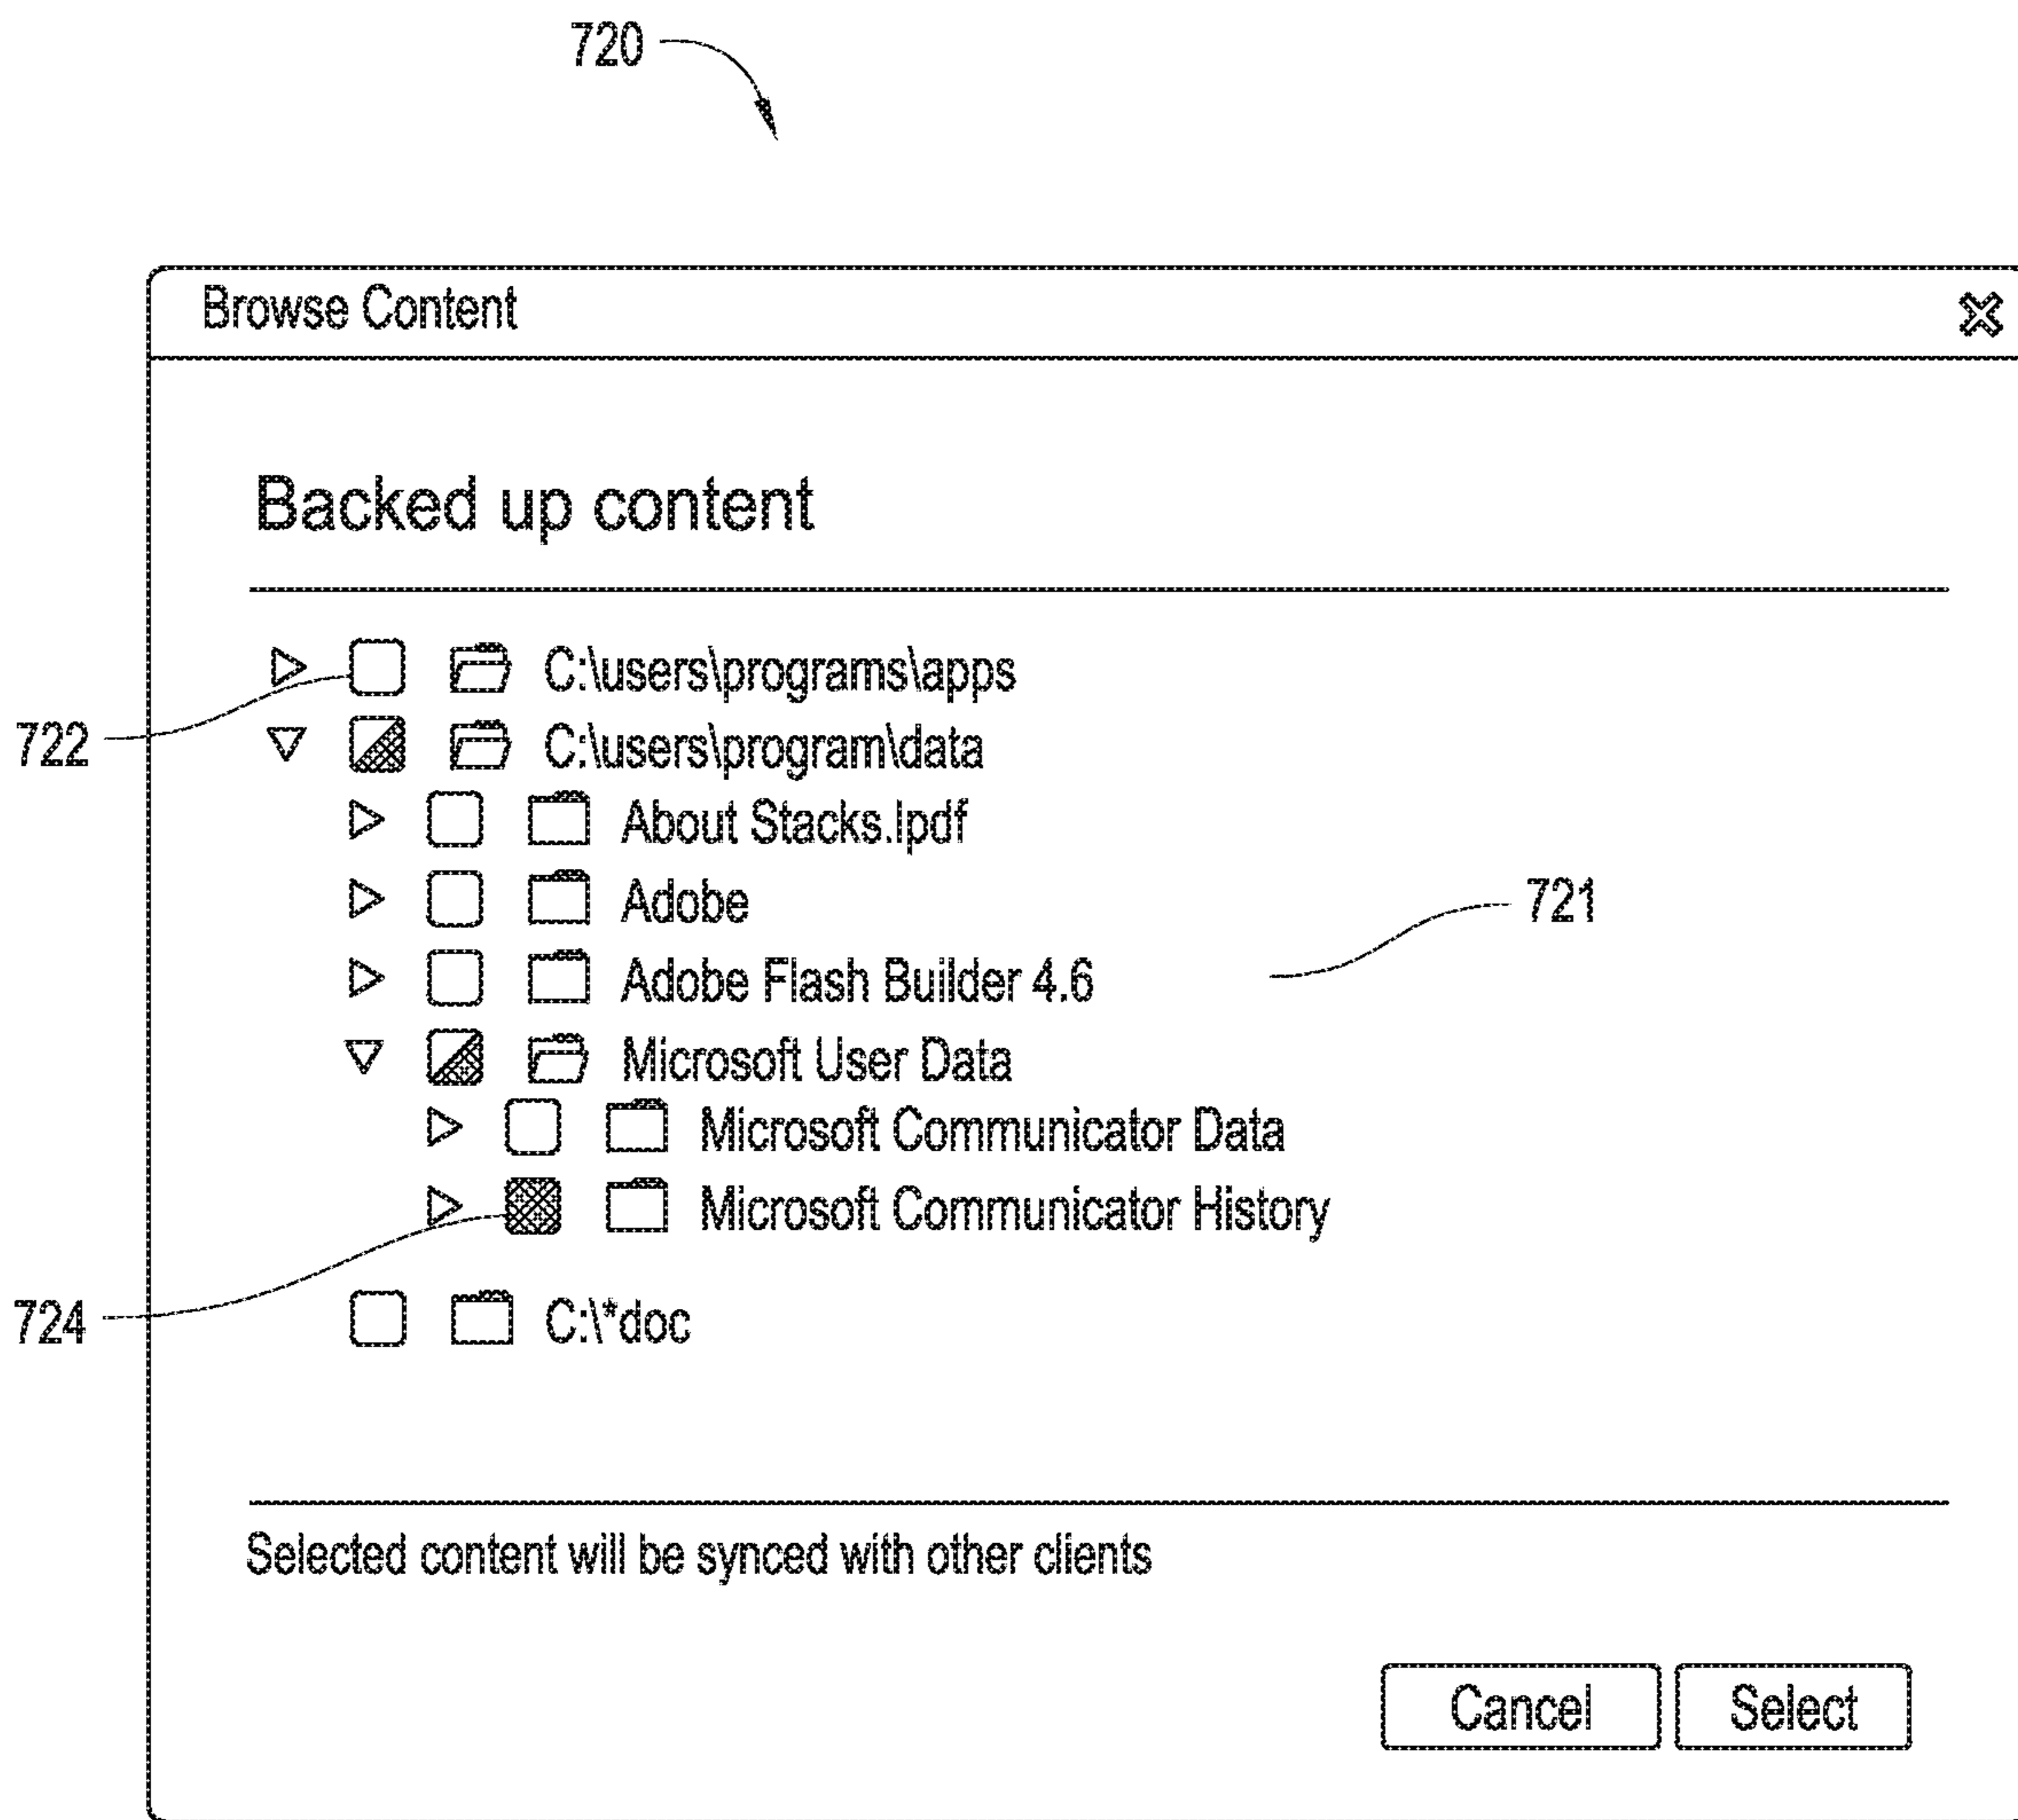 720
Browse Content
Backed up content
C:\users\programs\apps
722
C:\users\program\data
About Stacks.lpdf
Adobe
721
Adobe Flash Builder 4.6
Microsoft User Data
Microsoft Communicator Data
Microsoft Communicator History
724
C:\*doc
Selected content will be synced with other clients
Cancel Select